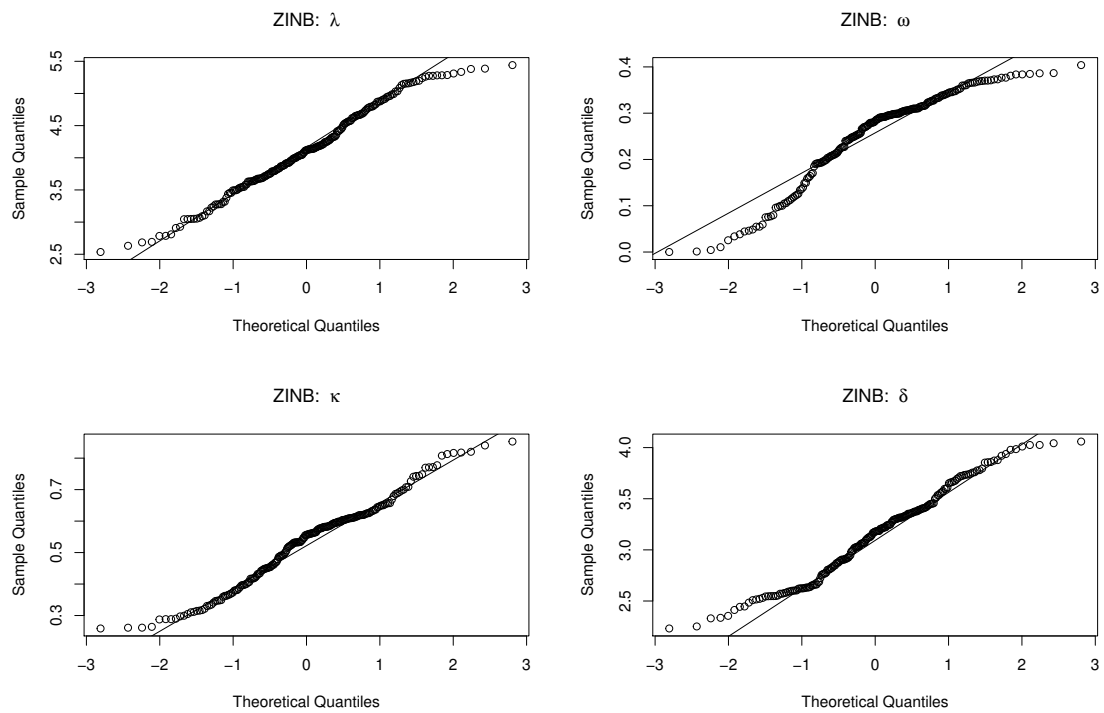 ZINB: λ
5.5
4.5
3.5
2.5
Sample Quantiles
−3 −2 −1 0 1 2 3
Theoretical Quantiles
ZINB: ω
0.4
0.3
0.2
0.1
0.0
Sample Quantiles
−3 −2 −1 0 1 2 3
Theoretical Quantiles
ZINB: κ
0.7
0.5
0.3
Sample Quantiles
−3 −2 −1 0 1 2 3
Theoretical Quantiles
ZINB: δ
4.0
3.5
3.0
2.5
Sample Quantiles
−3 −2 −1 0 1 2 3
Theoretical Quantiles